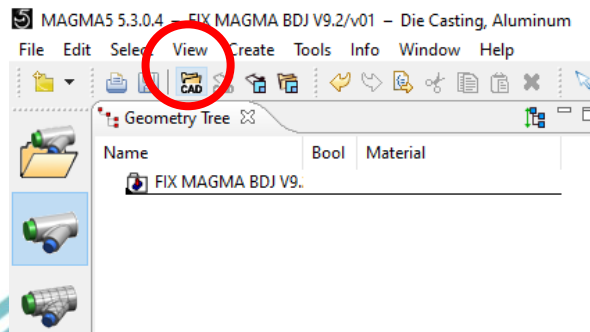 MAGMA5 5.3.0.4 – FIX MAGMA BDJ V9.2/v01 – Die Casting, Aluminum
File Edit Select View Create Tools Info Window Help
CAD
Geometry Tree
Name Bool Material
FIX MAGMA BDJ V9.